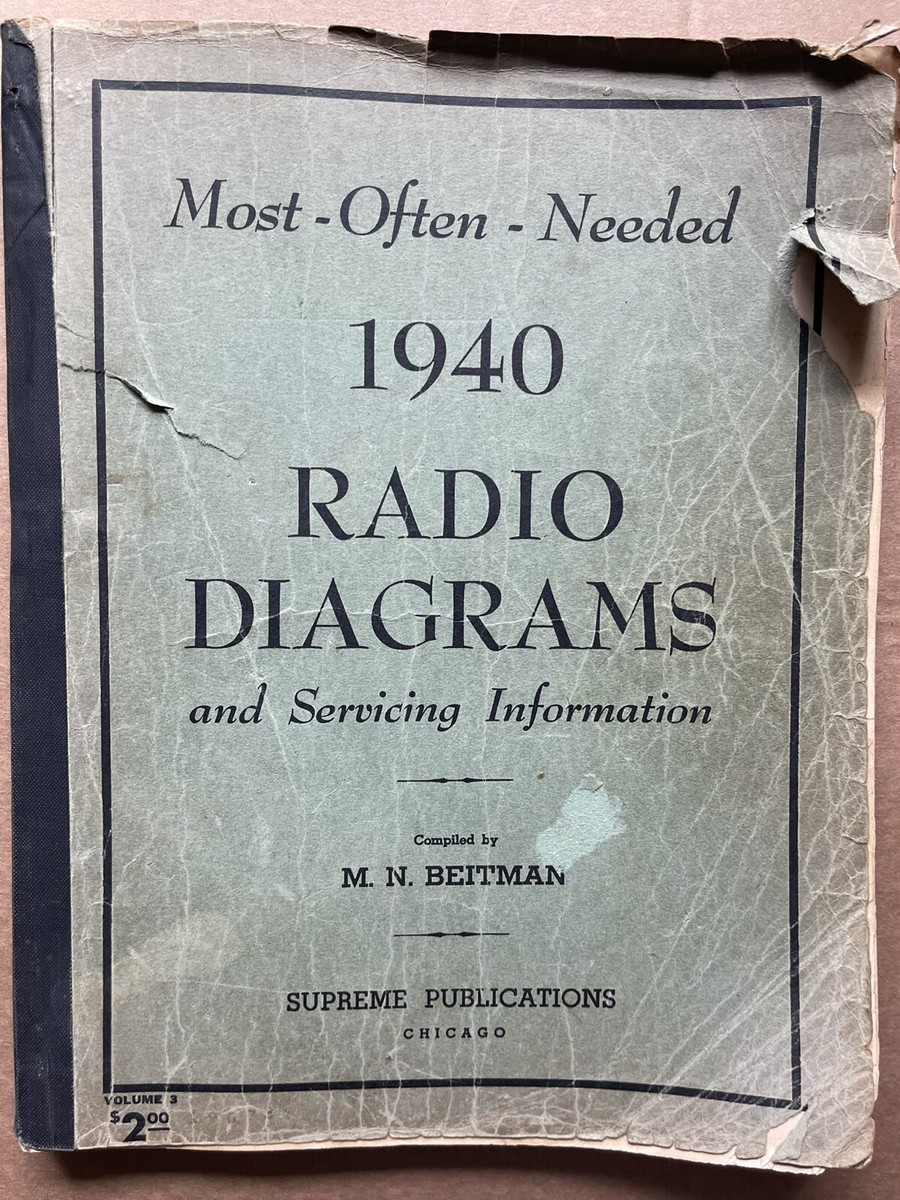 Most - Often - Needed
1940
RADIO
DIAGRAMS
and Servicing Information
Compiled by
M. N. BEITMAN
SUPREME PUBLICATIONS
CHICAGO
VOLUME 3
$2.00